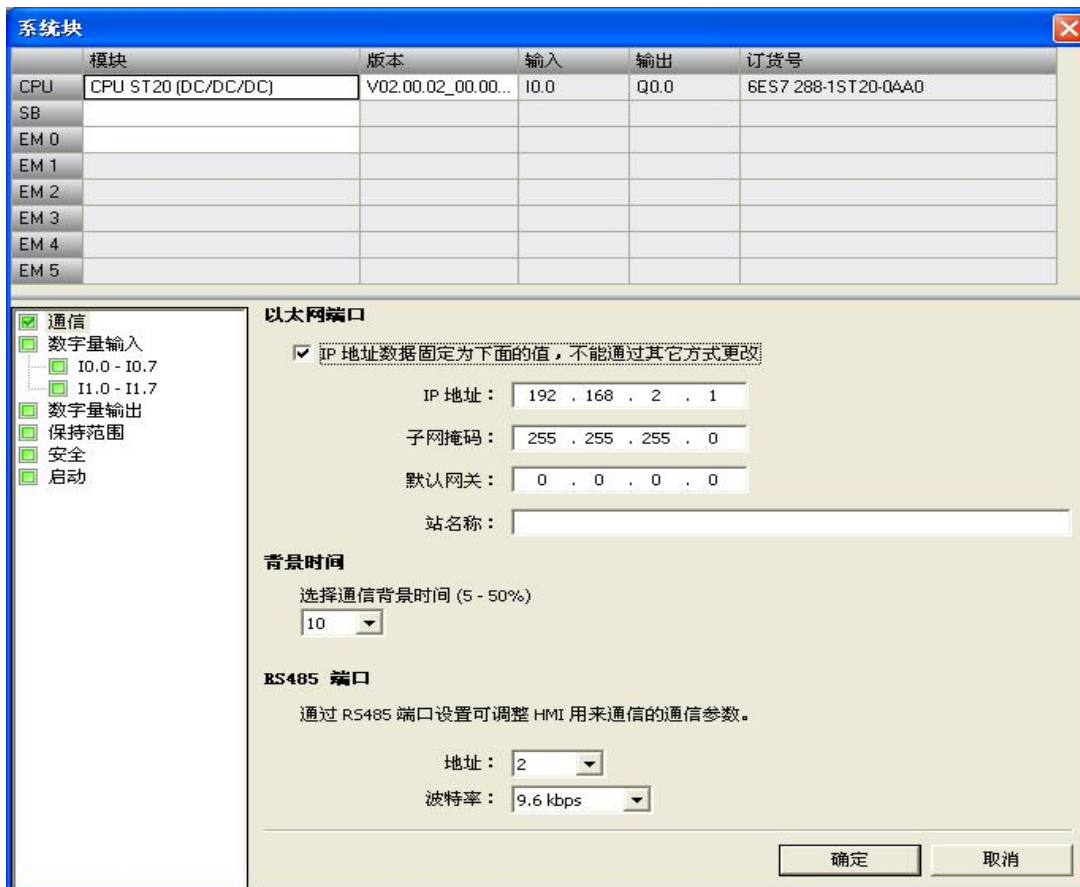 系统块
模块 版本 输入 输出 订货号
CPU CPU ST20 (DC/DC/DC) V02.00.02_00.00... I0.0 Q0.0 6ES7 288-1ST20-0AA0
SB
EM 0
EM 1
EM 2
EM 3
EM 4
EM 5
通信
数字量输入
I0.0 - I0.7
I1.0 - I1.7
数字量输出
保持范围
安全
启动
以太网端口
IP 地址数据固定为下面的值，不能通过其它方式更改
IP 地址： 192 . 168 . 2 . 1
子网掩码： 255 . 255 . 255 . 0
默认网关： 0 . 0 . 0 . 0
站名称：
背景时间
选择通信背景时间 (5 - 50%)
10
RS485 端口
通过 RS485 端口设置可调整 HMI 用来通信的通信参数。
地址： 2
波特率： 9.6 kbps
确定 取消